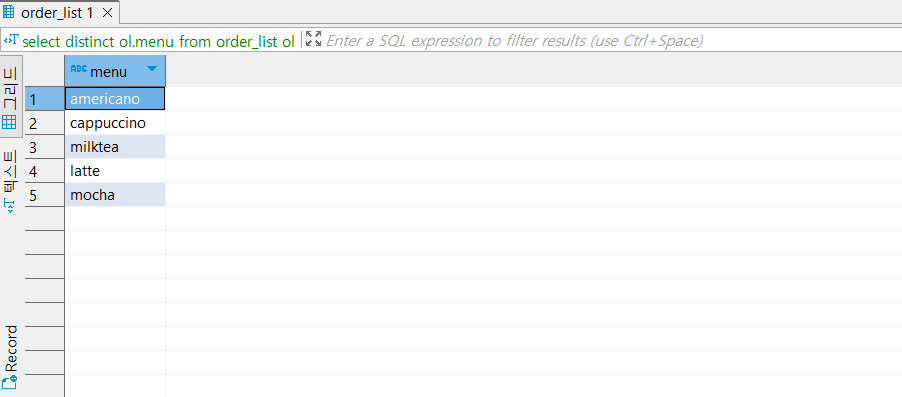 order_list 1
select distinct ol.menu from order_list ol
Enter a SQL expression to filter results (use Ctrl+Space)
그리드
텍스트
Record
ABC menu
1 americano
2 cappuccino
3 milktea
4 latte
5 mocha